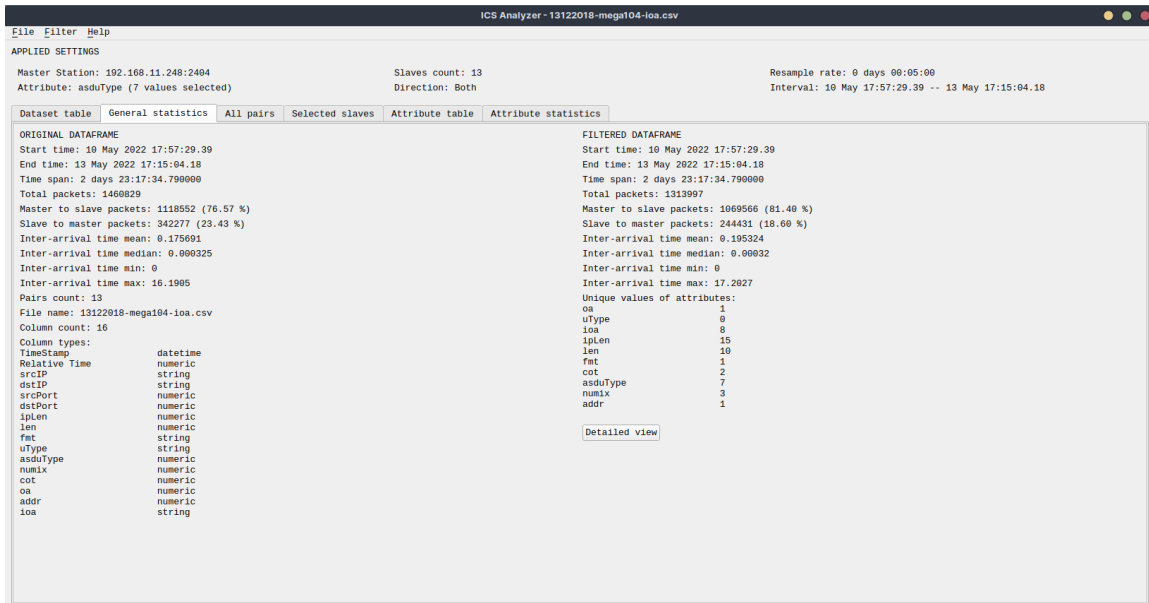 ICS Analyzer - 13122018-mega104-ioa.csv
File Filter Help
APPLIED SETTINGS
Master Station: 192.168.11.248:2404 Slaves count: 13 Resample rate: 0 days 00:05:00
Attribute: asduType (7 values selected) Direction: Both Interval: 10 May 17:57:29.39 -- 13 May 17:15:04.18
Dataset table General statistics All pairs Selected slaves Attribute table Attribute statistics
ORIGINAL DATAFRAME
Start time: 10 May 2022 17:57:29.39
End time: 13 May 2022 17:15:04.18
Time span: 2 days 23:17:34.790000
Total packets: 1460829
Master to slave packets: 1118552 (76.57 %)
Slave to master packets: 342277 (23.43 %)
Inter-arrival time mean: 0.175691
Inter-arrival time median: 0.000325
Inter-arrival time min: 0
Inter-arrival time max: 16.1905
Pairs count: 13
File name: 13122018-mega104-ioa.csv
Column count: 16
Column types:
TimeStamp datetime
Relative Time numeric
srcIP string
dstIP string
srcPort numeric
dstPort numeric
ipLen numeric
len numeric
fmt string
uType string
asduType numeric
numix numeric
cot numeric
oa numeric
addr numeric
ioa string
FILTERED DATAFRAME
Start time: 10 May 2022 17:57:29.39
End time: 13 May 2022 17:15:04.18
Time span: 2 days 23:17:34.790000
Total packets: 1313997
Master to slave packets: 1069566 (81.40 %)
Slave to master packets: 244431 (18.60 %)
Inter-arrival time mean: 0.195324
Inter-arrival time median: 0.00032
Inter-arrival time min: 0
Inter-arrival time max: 17.2027
Unique values of attributes:
oa 1
uType 0
ioa 8
ipLen 15
len 10
fmt 1
cot 2
asduType 7
numix 3
addr 1
Detailed view